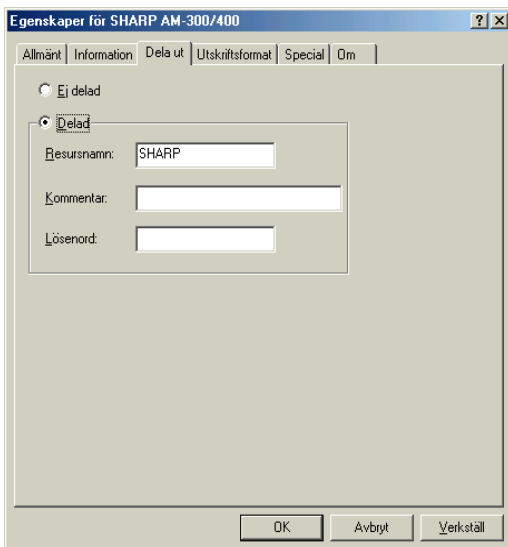 Egenskaper för SHARP AM-300/400
Allmänt Information Dela ut Utskriftsformat Special Om
Ej delad
Delad
Resursnamn: SHARP
Kommentar:
Lösenord:
OK Avbryt Verkställ